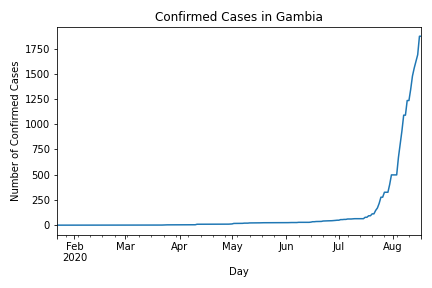 Confirmed Cases in Gambia
Number of Confirmed Cases
1750
1500
1250
1000
750
500
250
0
Feb Mar Apr May Jun Jul Aug
2020
Day